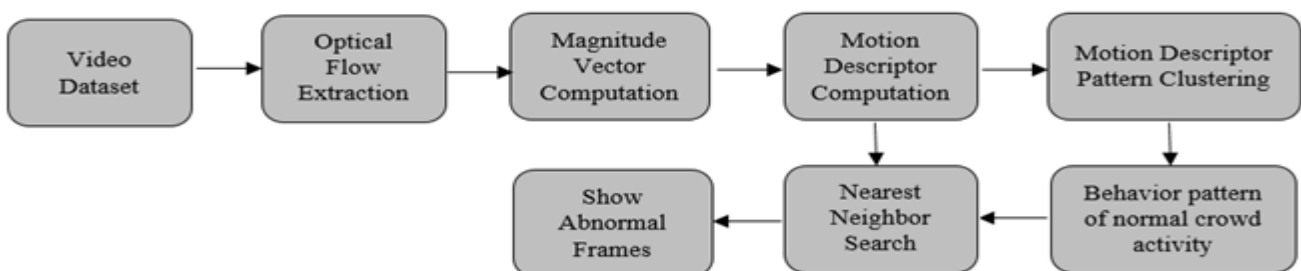 Video
Dataset
Optical
Flow
Extraction
Magnitude
Vector
Computation
Motion
Descriptor
Computation
Motion Descriptor
Pattern Clustering
Show
Abnormal
Frames
Nearest
Neighbor
Search
Behavior pattern
of normal crowd
activity